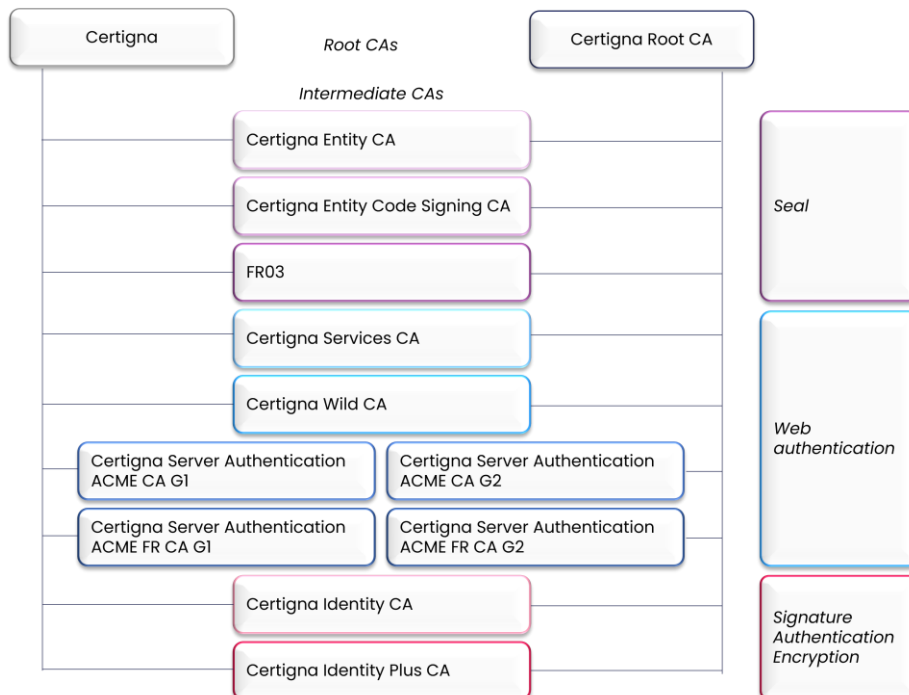 Certigna
Root CAs
Certigna Root CA
Intermediate CAs
Certigna Entity CA
Certigna Entity Code Signing CA
FR03
Seal
Certigna Services CA
Certigna Wild CA
Certigna Server Authentication
ACME CA G1
Certigna Server Authentication
ACME CA G2
Certigna Server Authentication
ACME FR CA G1
Certigna Server Authentication
ACME FR CA G2
Web
authentication
Certigna Identity CA
Certigna Identity Plus CA
Signature
Authentication
Encryption